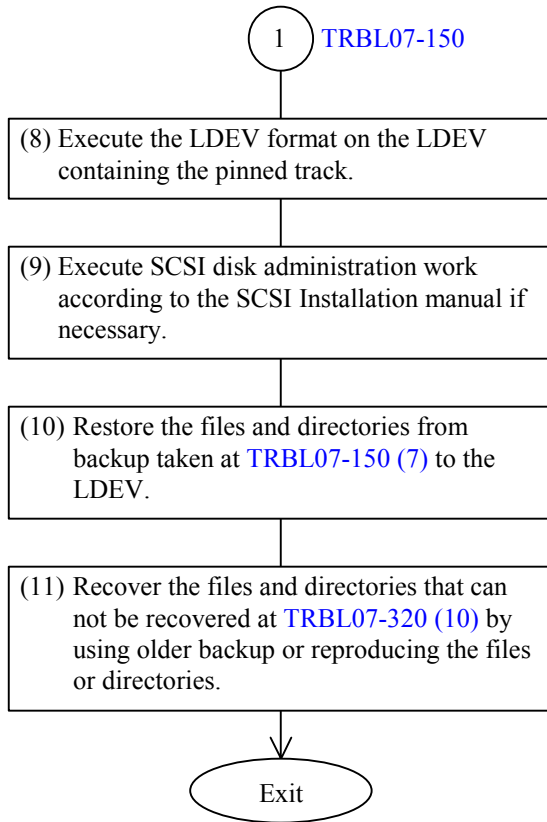 1 TRBL07-150
(8) Execute the LDEV format on the LDEV
containing the pinned track.
(9) Execute SCSI disk administration work
according to the SCSI Installation manual if
necessary.
(10) Restore the files and directories from
backup taken at TRBL07-150 (7) to the
LDEV.
(11) Recover the files and directories that can
not be recovered at TRBL07-320 (10) by
using older backup or reproducing the files
or directories.
Exit